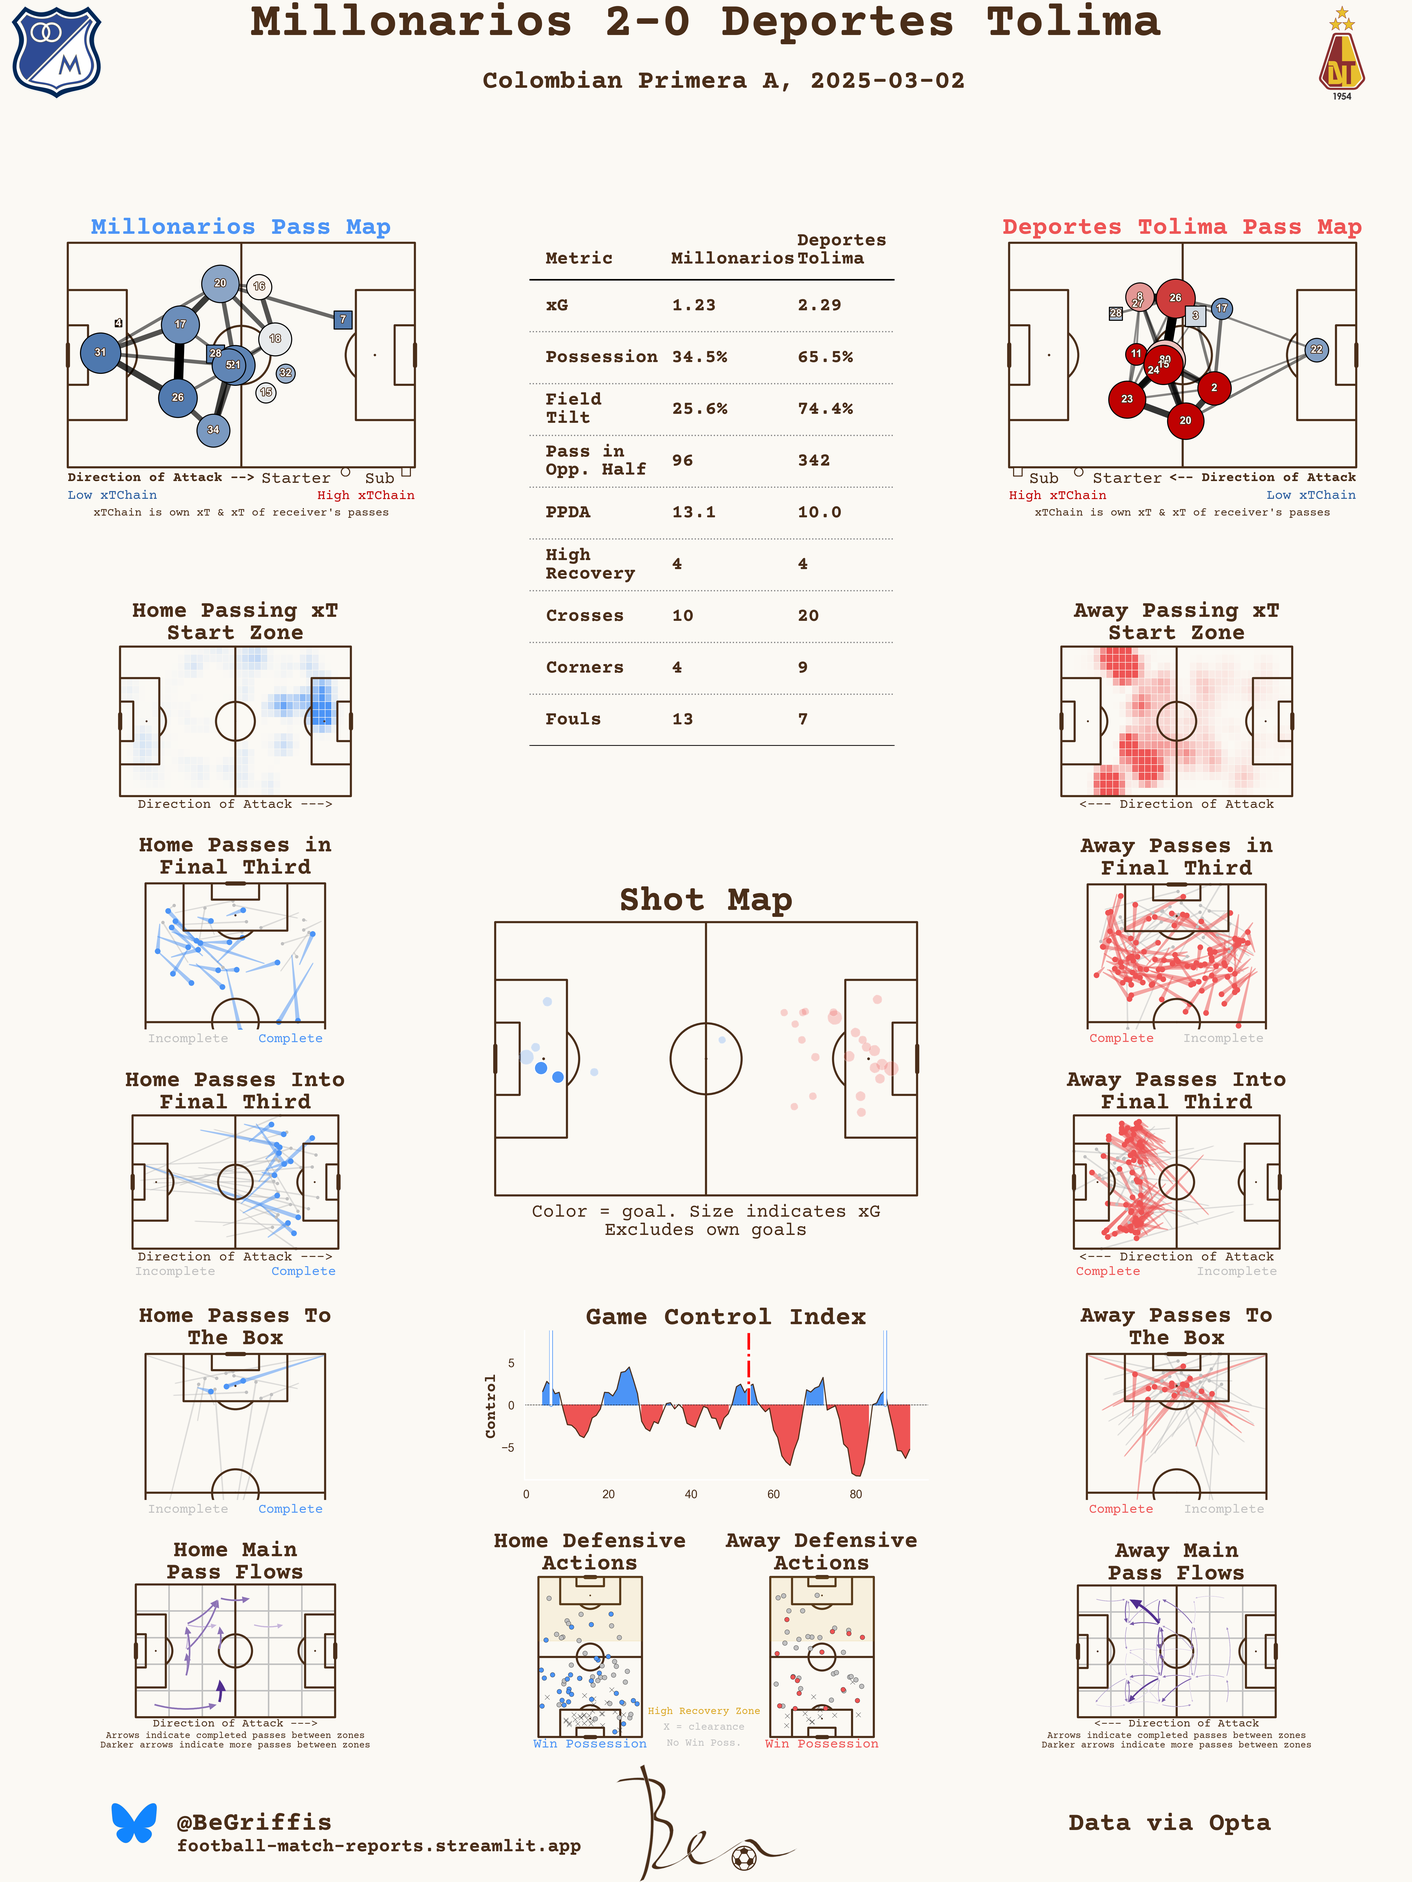 Millonarios 2-0 Deportes Tolima
Colombian Primera A, 2025-03-02
1954
Millonarios Pass Map
20
16
4
7
17
18
31
28
5
21
32
26
15
34
Direction of Attack --> Starter Sub
Low xTChain High xTChain
xTChain is own xT & xT of receiver's passes
Metric Millonarios Deportes Tolima
xG 1.23 2.29
Possession 34.5% 65.5%
Field Tilt 25.6% 74.4%
Pass in Opp. Half 96 342
PPDA 13.1 10.0
High Recovery 4 4
Crosses 10 20
Corners 4 9
Fouls 13 7
Deportes Tolima Pass Map
8
27
26
28
3
17
11
22
80
15
24
2
23
20
Sub Starter <-- Direction of Attack
High xTChain Low xTChain
xTChain is own xT & xT of receiver's passes
Home Passing xT
Start Zone
Direction of Attack --->
Away Passing xT
Start Zone
<--- Direction of Attack
Home Passes in
Final Third
Incomplete Complete
Away Passes in
Final Third
Complete Incomplete
Shot Map
Color = goal. Size indicates xG
Excludes own goals
Home Passes Into
Final Third
Direction of Attack --->
Incomplete Complete
Away Passes Into
Final Third
<--- Direction of Attack
Complete Incomplete
Home Passes To
The Box
Incomplete Complete
Game Control Index
Control
5
0
−5
0 20 40 60 80
Away Passes To
The Box
Complete Incomplete
Home Main
Pass Flows
Direction of Attack --->
Arrows indicate completed passes between zones
Darker arrows indicate more passes between zones
Home Defensive
Actions
Win Possession
Away Defensive
Actions
Win Possession
High Recovery Zone
X = clearance
No Win Poss.
Away Main
Pass Flows
<--- Direction of Attack
Arrows indicate completed passes between zones
Darker arrows indicate more passes between zones
@BeGriffis
football-match-reports.streamlit.app
Ben
Data via Opta